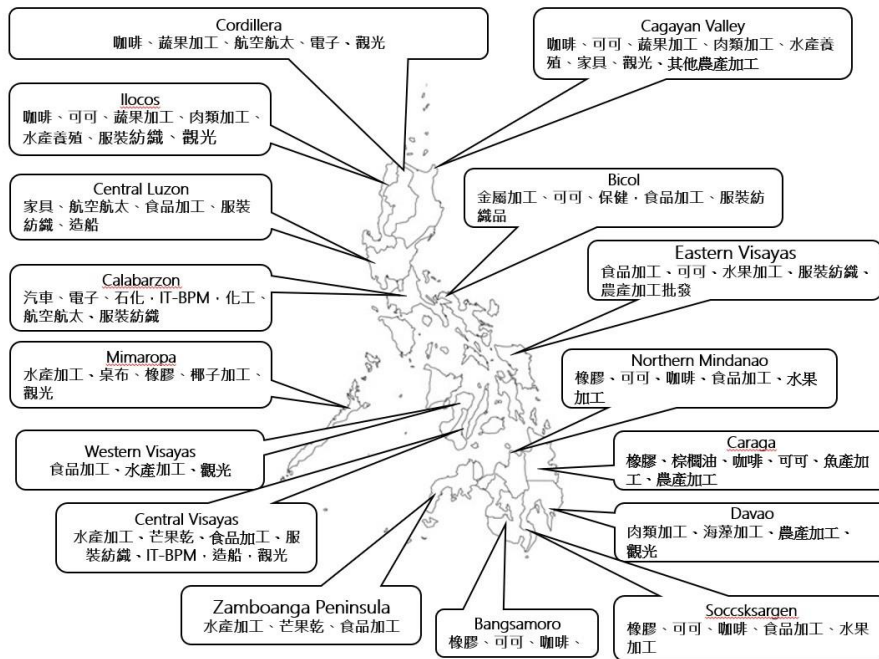 Cordillera
咖啡、蔬果加工、航空航太、電子、觀光
Cagayan Valley
咖啡、可可、蔬果加工、肉類加工、水產養
殖、家具、觀光、其他農產加工
Ilocos
咖啡、可可、蔬果加工、肉類加工、
水產養殖、服裝紡織、觀光
Central Luzon
家具、航空航太、食品加工、服裝
紡織、造船
Bicol
金屬加工、可可、保健，食品加工、服裝紡
織品
Eastern Visayas
食品加工、可可、水果加工、服裝紡織、
農產加工批發
Calabarzon
汽車、電子、石化，IT-BPM，化工、
航空航太、服裝紡織
Mimaropa
水產加工、桌布、橡膠、椰子加工、
觀光
Northern Mindanao
橡膠、可可、咖啡、食品加工、水果
加工
Western Visayas
食品加工、水產加工、觀光
Caraga
橡膠、棕櫚油、咖啡、可可、魚產加
工、農產加工
Central Visayas
水產加工、芒果乾、食品加工、服
裝紡織、IT-BPM，造船，觀光
Davao
肉類加工、海藻加工、農產加工、
觀光
Zamboanga Peninsula
水產加工、芒果乾、食品加工
Bangsamoro
橡膠、可可、咖啡、
Soccsksargen
橡膠、可可、咖啡、食品加工、水果
加工